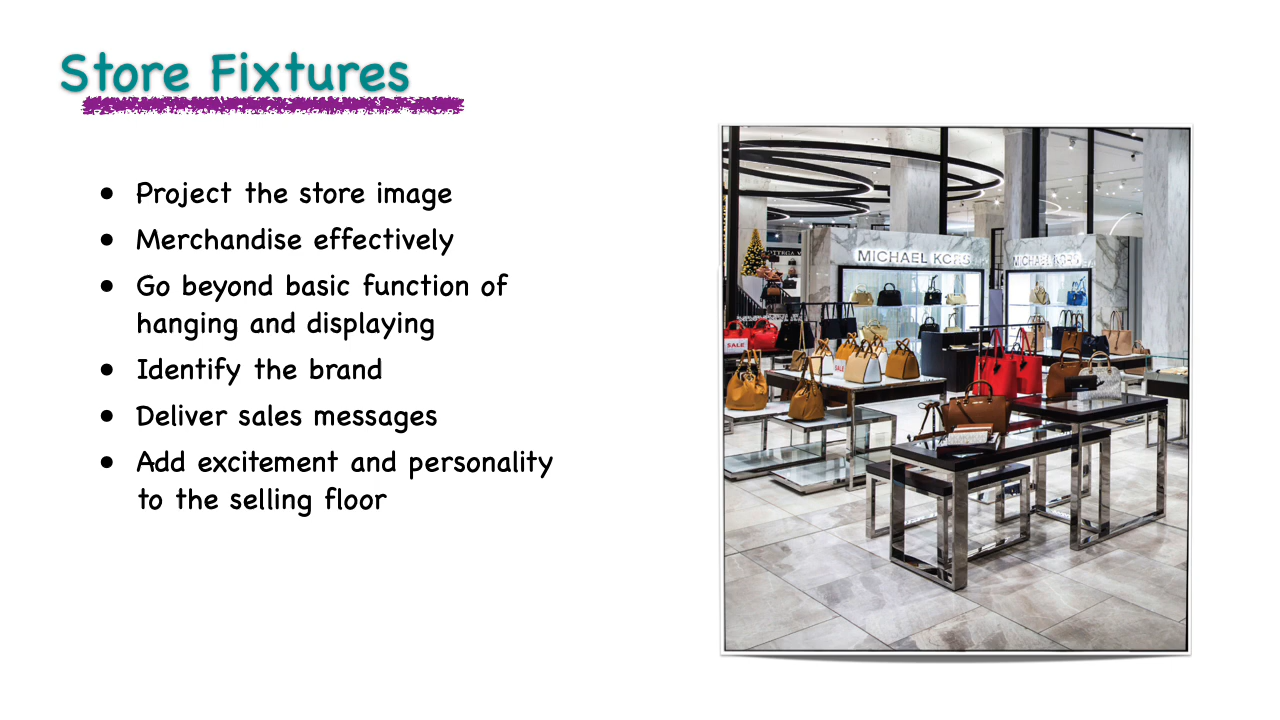 Store Fixtures
• Project the store image
• Merchandise effectively
• Go beyond basic function of
hanging and displaying
• Identify the brand
• Deliver sales messages
• Add excitement and personality
to the selling floor
MICHAEL KORS
MICHAEL KORS
SALE
SALE